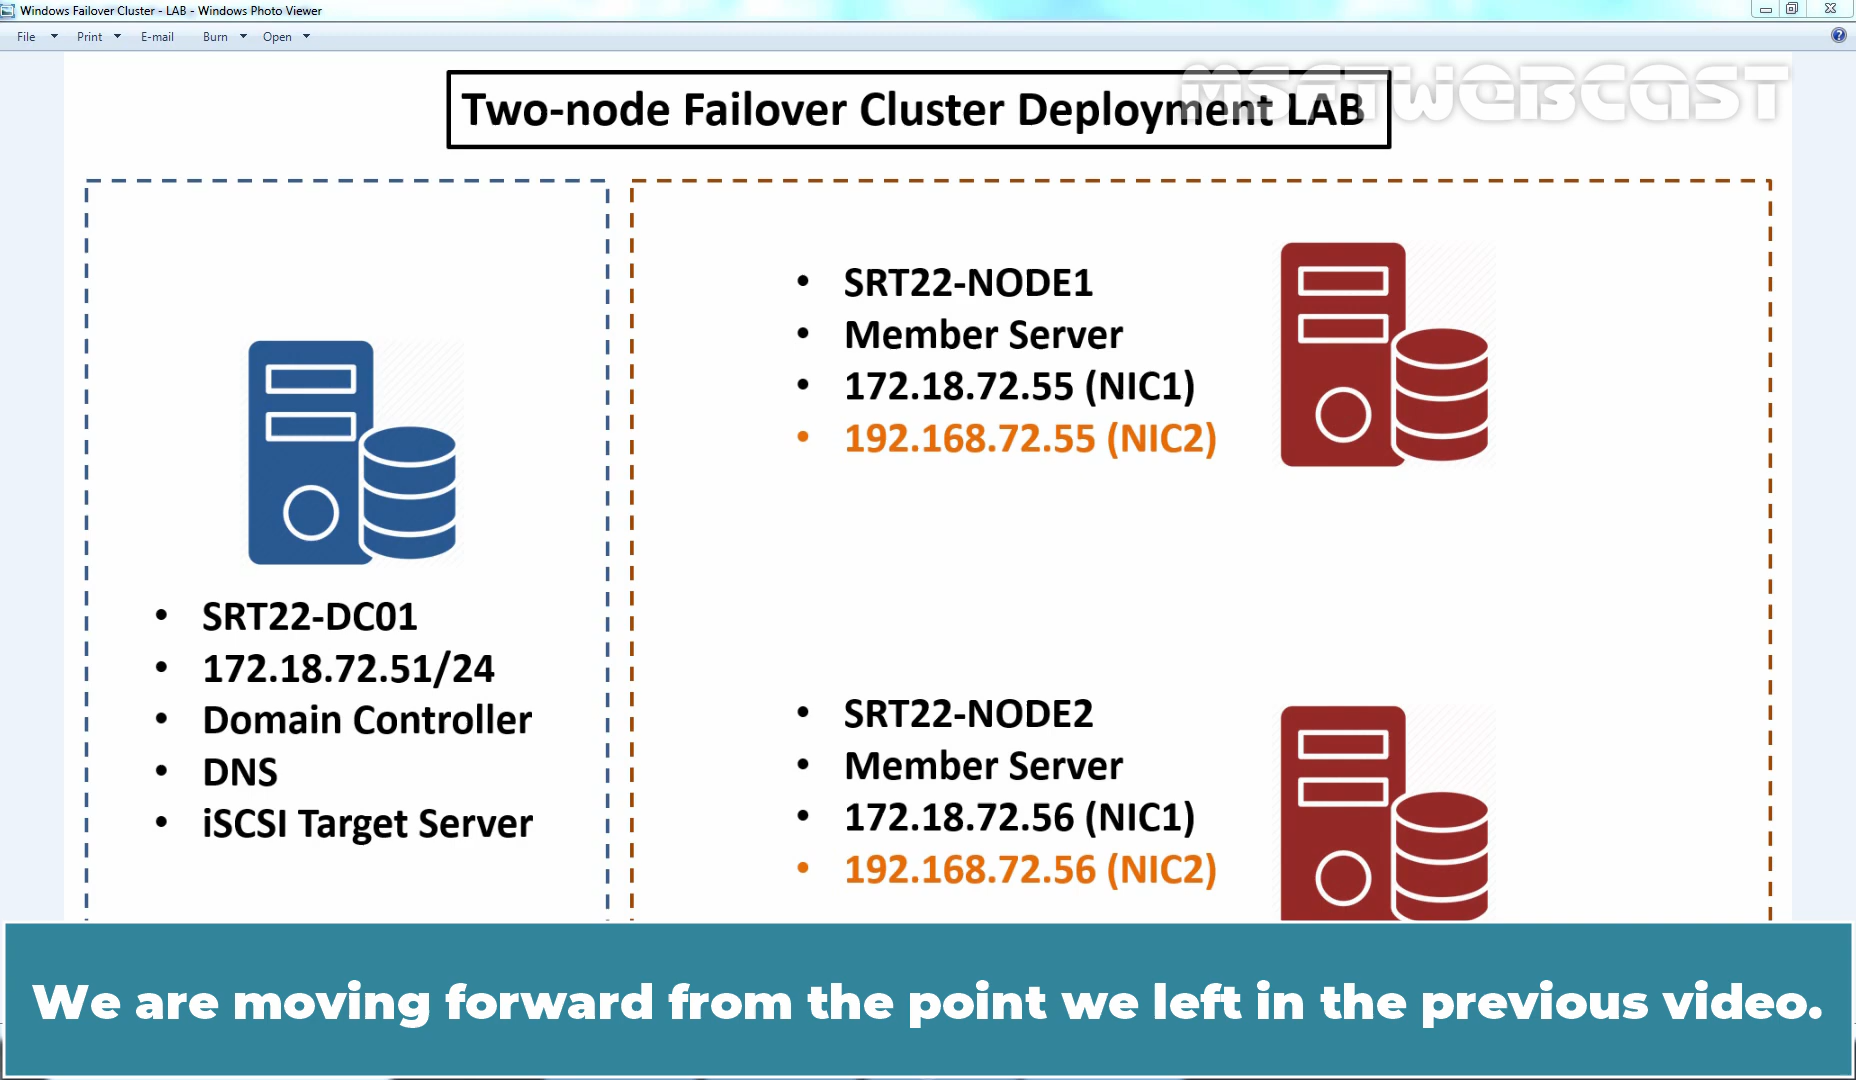 Windows Failover Cluster - LAB - Windows Photo Viewer
File Print E-mail Burn Open
MSFTWEBCAST
Two-node Failover Cluster Deployment LAB
• SRT22-DC01
• 172.18.72.51/24
• Domain Controller
• DNS
• iSCSI Target Server
• SRT22-NODE1
• Member Server
• 172.18.72.55 (NIC1)
• 192.168.72.55 (NIC2)
• SRT22-NODE2
• Member Server
• 172.18.72.56 (NIC1)
• 192.168.72.56 (NIC2)
We are moving forward from the point we left in the previous video.